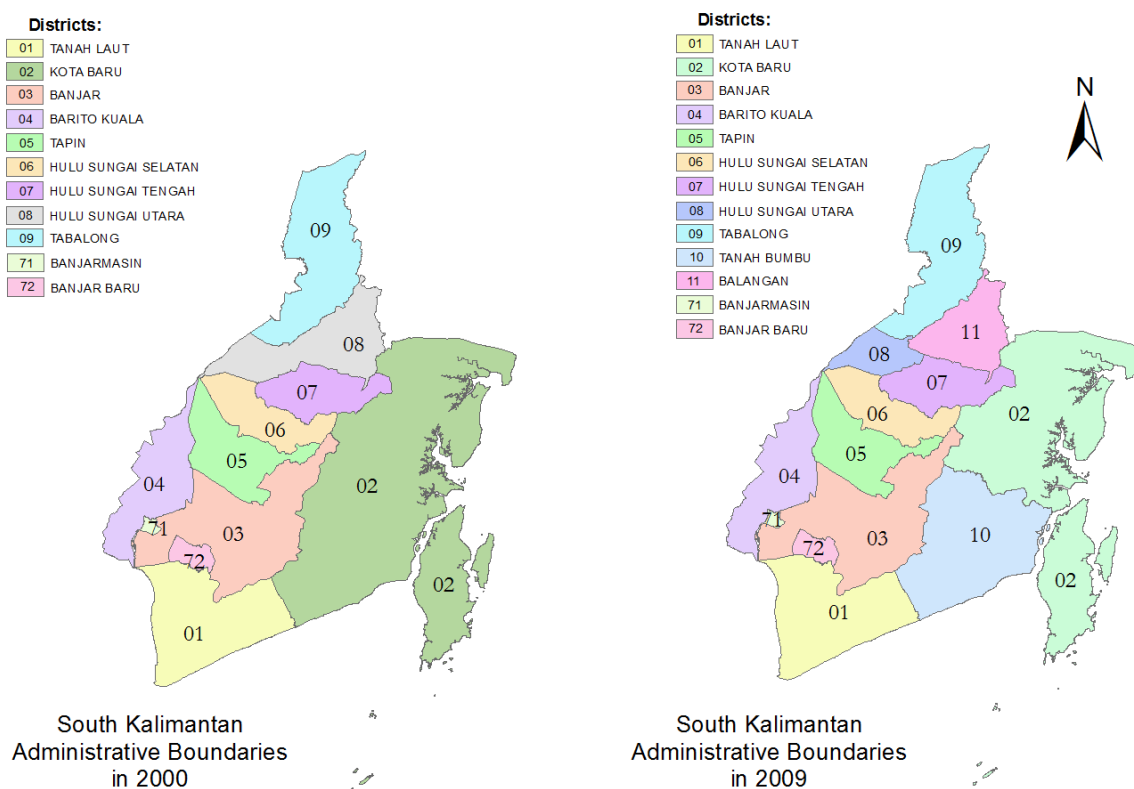 Districts:
01 TANAH LAUT
02 KOTA BARU
03 BANJAR
04 BARITO KUALA
05 TAPIN
06 HULU SUNGAI SELATAN
07 HULU SUNGAI TENGAH
08 HULU SUNGAI UTARA
09 TABALONG
71 BANJARMASIN
72 BANJAR BARU
09
08
07
06
05
04
02
71
03
72
02
01
South Kalimantan
Administrative Boundaries
in 2000
Districts:
01 TANAH LAUT
02 KOTA BARU
03 BANJAR
04 BARITO KUALA
05 TAPIN
06 HULU SUNGAI SELATAN
07 HULU SUNGAI TENGAH
08 HULU SUNGAI UTARA
09 TABALONG
10 TANAH BUMBU
11 BALANGAN
71 BANJARMASIN
72 BANJAR BARU
N
09
11
08
07
06
02
05
04
71
03
10
72
02
01
South Kalimantan
Administrative Boundaries
in 2009